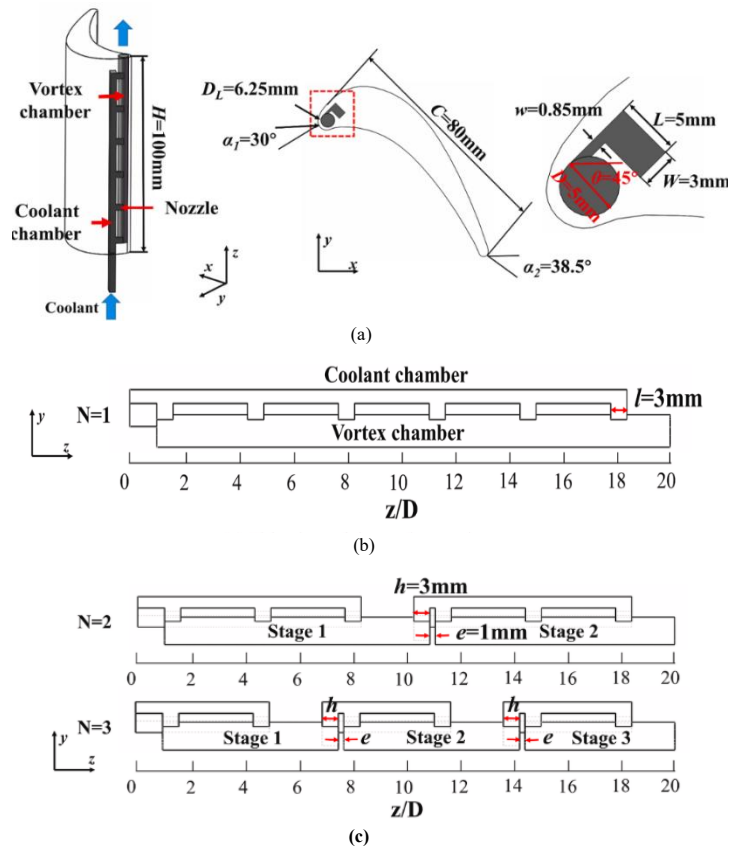 Vortex
chamber
H=100mm
Coolant
chamber
Nozzle
Coolant
x
y
z
D_L=6.25mm
α_1=30°
C=80mm
α_2=38.5°
y
x
w=0.85mm
L=5mm
W=3mm
θ=45°
D=5mm
(a)
Coolant chamber
N=1
l=3mm
Vortex chamber
y
z
0 2 4 6 8 10 12 14 16 18 20
z/D
(b)
h=3mm
N=2
Stage 1
e=1mm
Stage 2
0 2 4 6 8 10 12 14 16 18 20
h
h
N=3
Stage 1
e
Stage 2
e
Stage 3
y
z
0 2 4 6 8 10 12 14 16 18 20
z/D
(c)